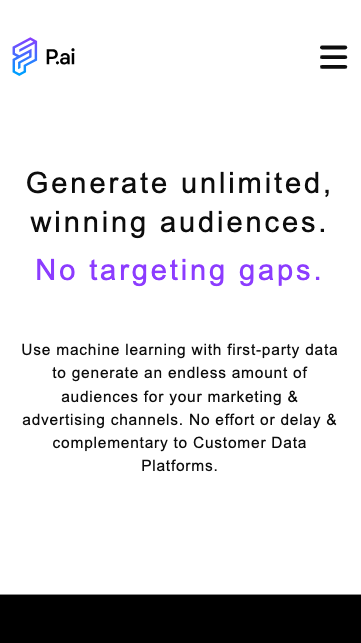 P.ai
Generate unlimited,
winning audiences.
No targeting gaps.
Use machine learning with first-party data
to generate an endless amount of
audiences for your marketing &
advertising channels. No effort or delay &
complementary to Customer Data
Platforms.